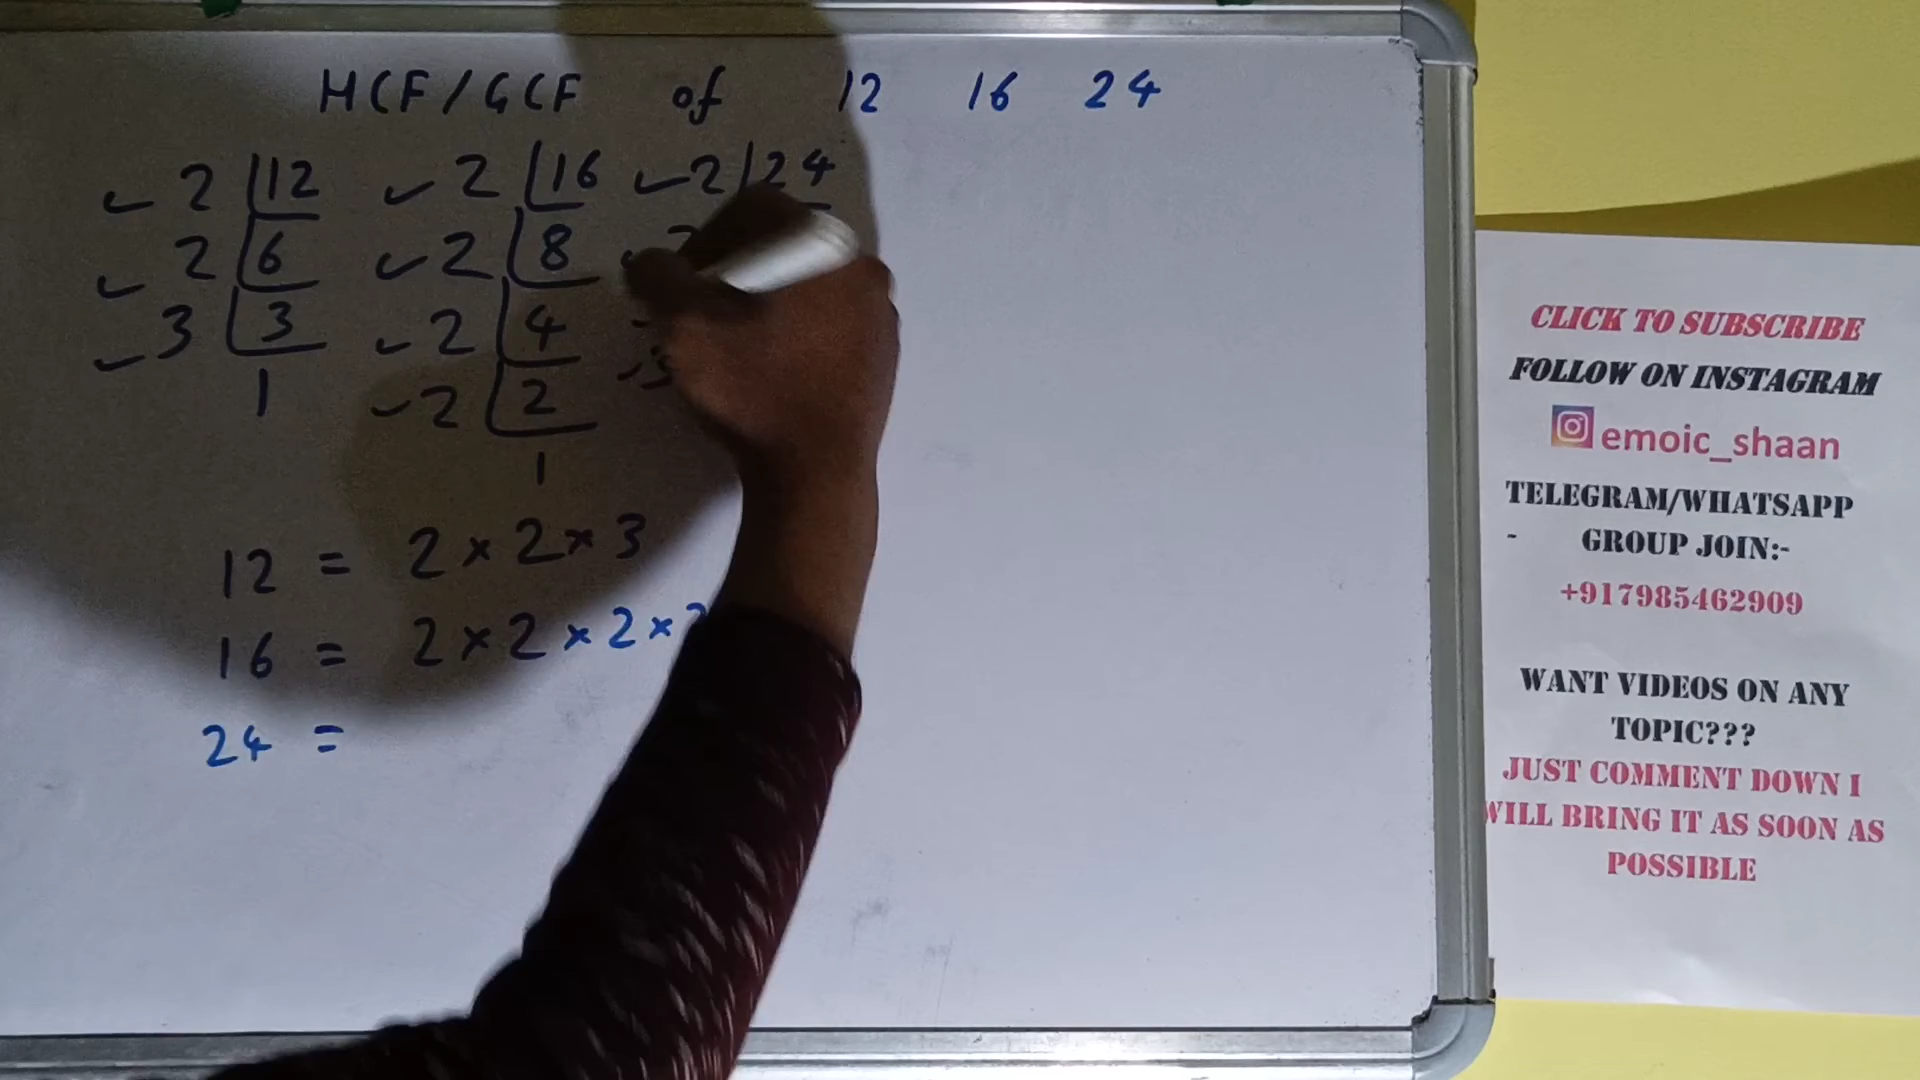 HCF/GCF of 12 16 24
2 12 2 16 2 24
2 6 2 8 2
3 3 2 4
1 2 2 3
1
12 = 2 × 2 × 3
16 = 2 × 2 × 2 × 2
24 =
CLICK TO SUBSCRIBE
FOLLOW ON INSTAGRAM
emoic_shaan
TELEGRAM/WHATSAPP
- GROUP JOIN:-
+917985462909
WANT VIDEOS ON ANY
TOPIC???
JUST COMMENT DOWN I
WILL BRING IT AS SOON AS
POSSIBLE